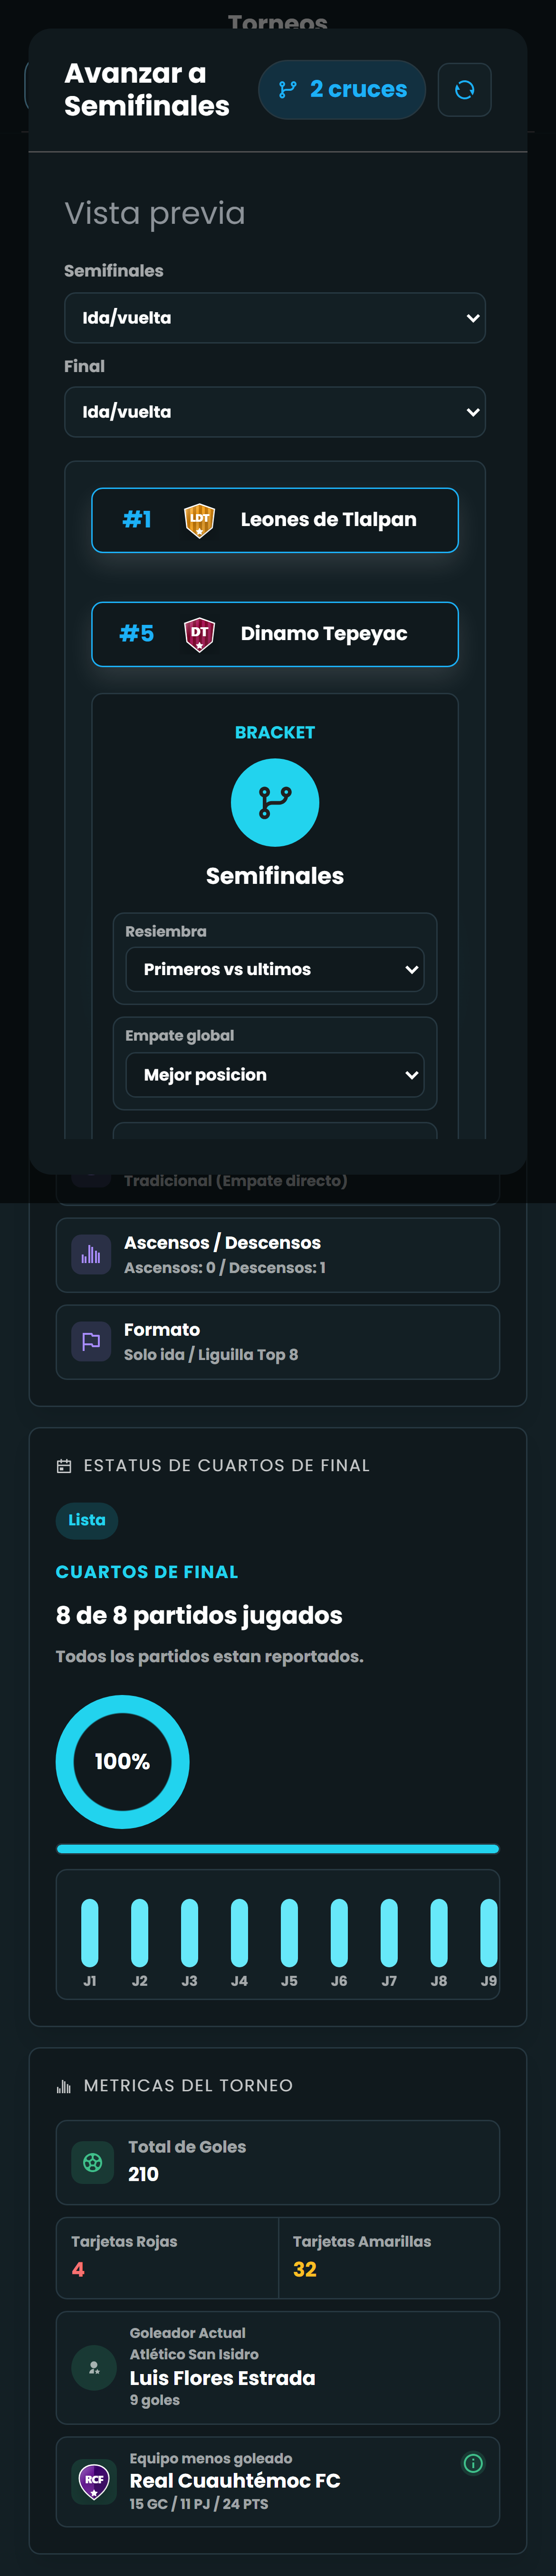 Torneos
Avanzar a
Semifinales
2 cruces
Vista previa
Semifinales
Ida/vuelta
Final
Ida/vuelta
#1
LDT
Leones de Tlalpan
#5
DT
Dinamo Tepeyac
BRACKET
Semifinales
Resiembra
Primeros vs ultimos
Empate global
Mejor posicion
Tradicional (Empate directo)
Ascensos / Descensos
Ascensos: 0 / Descensos: 1
Formato
Solo ida / Liguilla Top 8
ESTATUS DE CUARTOS DE FINAL
Lista
CUARTOS DE FINAL
8 de 8 partidos jugados
Todos los partidos estan reportados.
100%
J1 J2 J3 J4 J5 J6 J7 J8 J9
METRICAS DEL TORNEO
Total de Goles
210
Tarjetas Rojas
4
Tarjetas Amarillas
32
Goleador Actual
Atlético San Isidro
Luis Flores Estrada
9 goles
RCF
Equipo menos goleado
Real Cuauhtémoc FC
15 GC / 11 PJ / 24 PTS